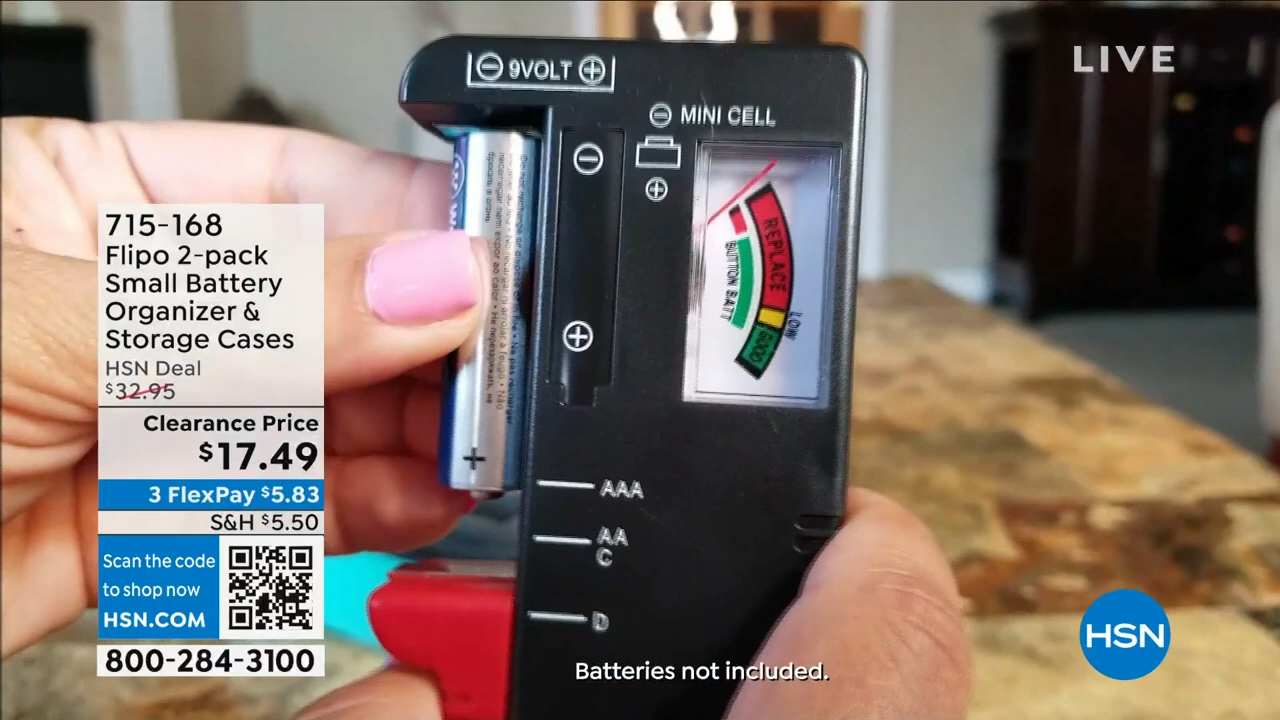 LIVE
715-168
Flipo 2-pack
Small Battery
Organizer &
Storage Cases
HSN Deal
$32.95
Clearance Price
$17.49
3 FlexPay $5.83
S&H $5.50
Scan the code
to shop now
HSN.COM
800-284-3100
⊖ 9VOLT ⊕
⊖ MINI CELL
⊖
⊕
⊕
REPLACE
LOW
GOOD
BUTTON BATT
+
AAA
AA
C
D
Batteries not included.
HSN